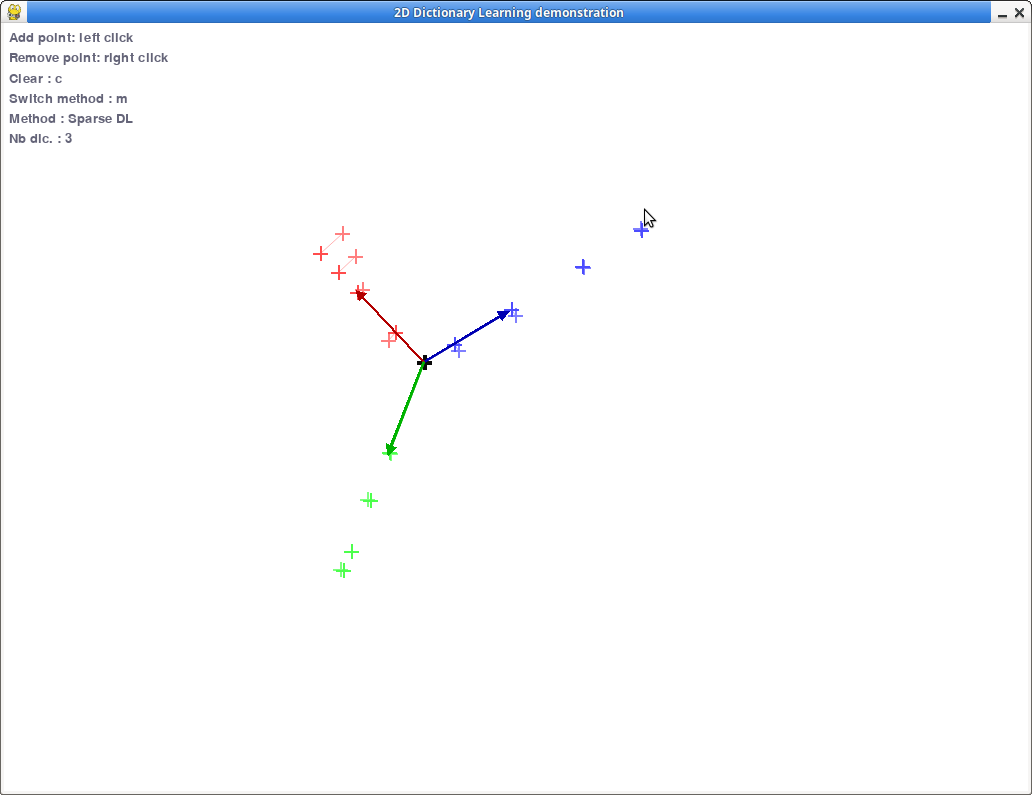 2D Dictionary Learning demonstration
Add point: left click
Remove point: right click
Clear : c
Switch method : m
Method : Sparse DL
Nb dic. : 3